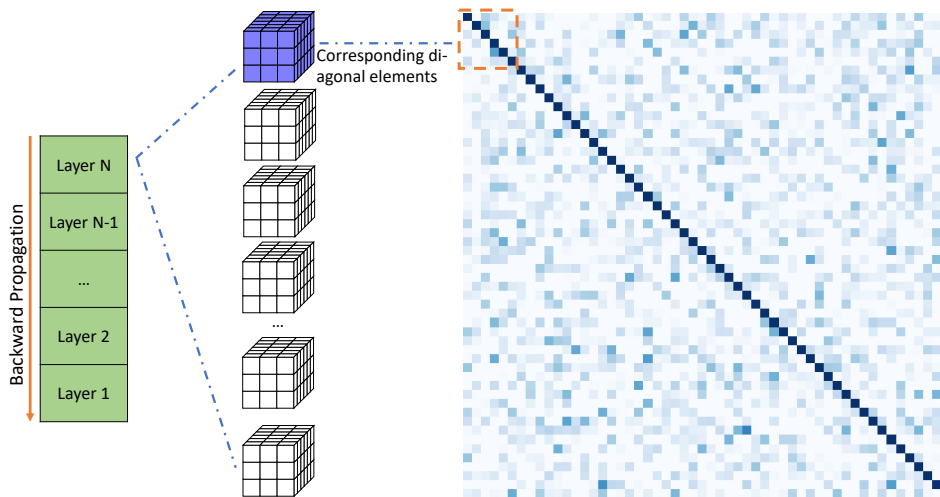 Backward Propagation
Layer N
Layer N-1
...
Layer 2
Layer 1
...
Corresponding di-
agonal elements